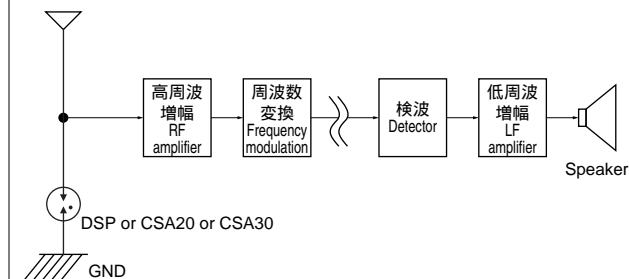 高周波
増幅
RF
amplifier
周波数
変換
Frequency
modulation
検波
Detector
低周波
増幅
LF
amplifier
Speaker
DSP or CSA20 or CSA30
GND